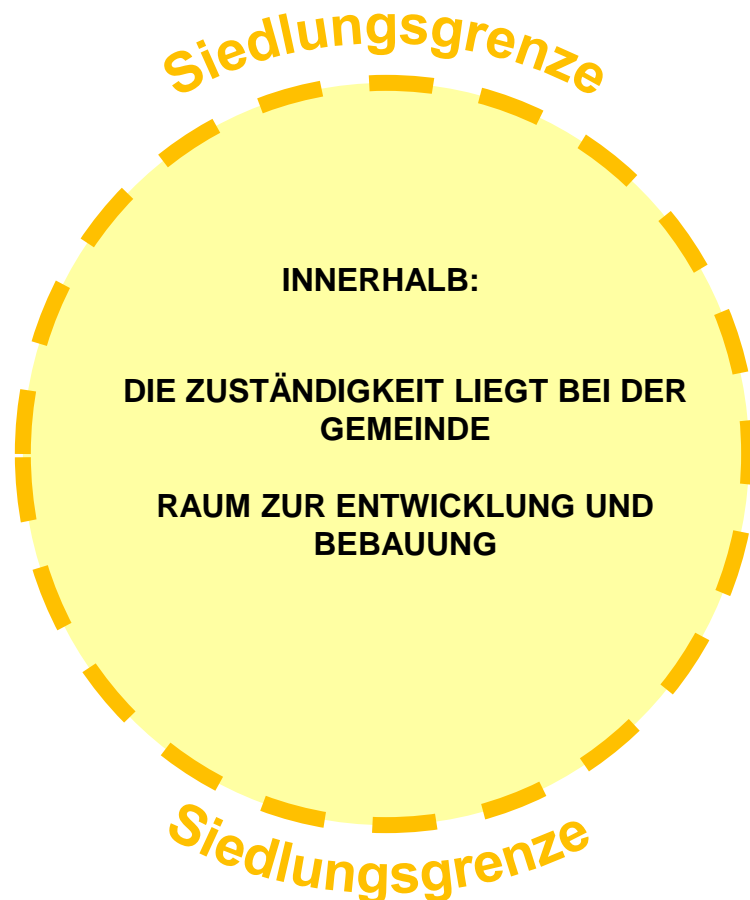 Siedlungsgrenze
INNERHALB:
DIE ZUSTÄNDIGKEIT LIEGT BEI DER
GEMEINDE
RAUM ZUR ENTWICKLUNG UND
BEBAUUNG
Siedlungsgrenze